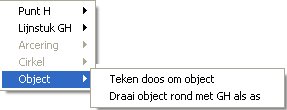 Punt H
Lijnstuk GH
Arcering
Cirkel
Object
Teken doos om object
Draai object rond met GH als as